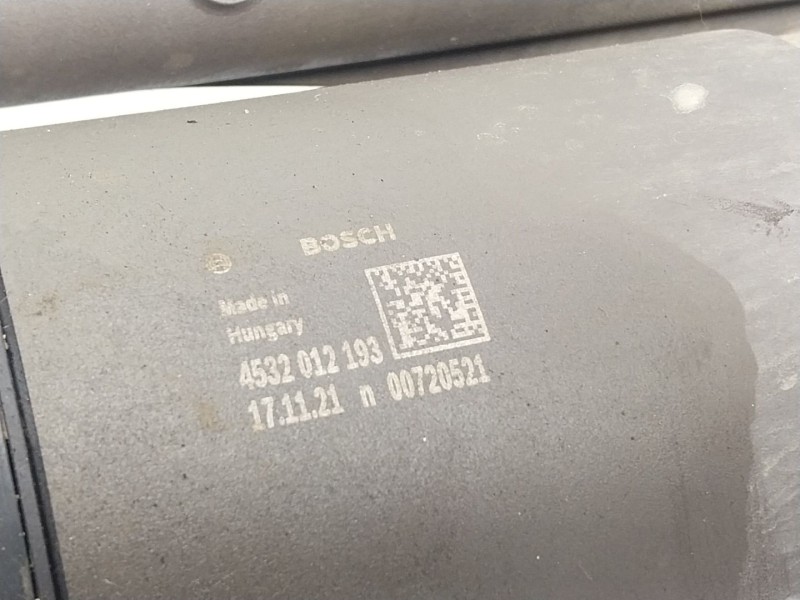 BOSCH
Made in
Hungary
4532 012 193
17.11.21 n 00720521